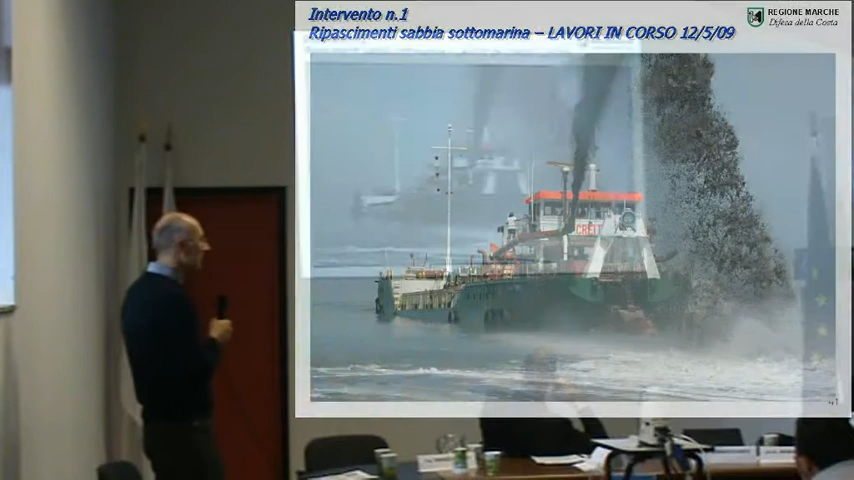 Intervento n.1
Ripascimenti sabbia sottomarina – LAVORI IN CORSO 12/5/09
REGIONE MARCHE
Difesa della Costa